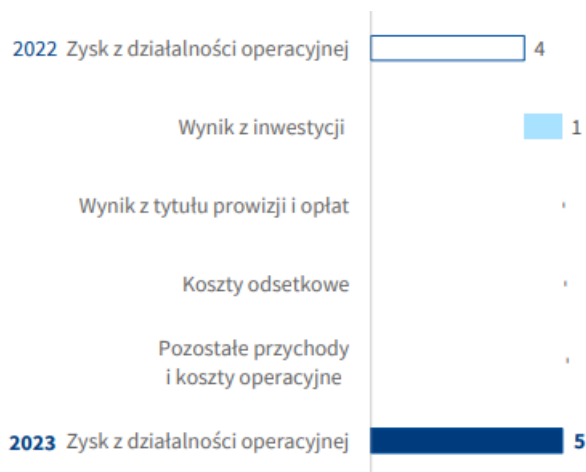 2022 Zysk z działalności operacyjnej 4
Wynik z inwestycji 1
Wynik z tytułu prowizji i opłat
Koszty odsetkowe
Pozostałe przychody
i koszty operacyjne
2023 Zysk z działalności operacyjnej 5